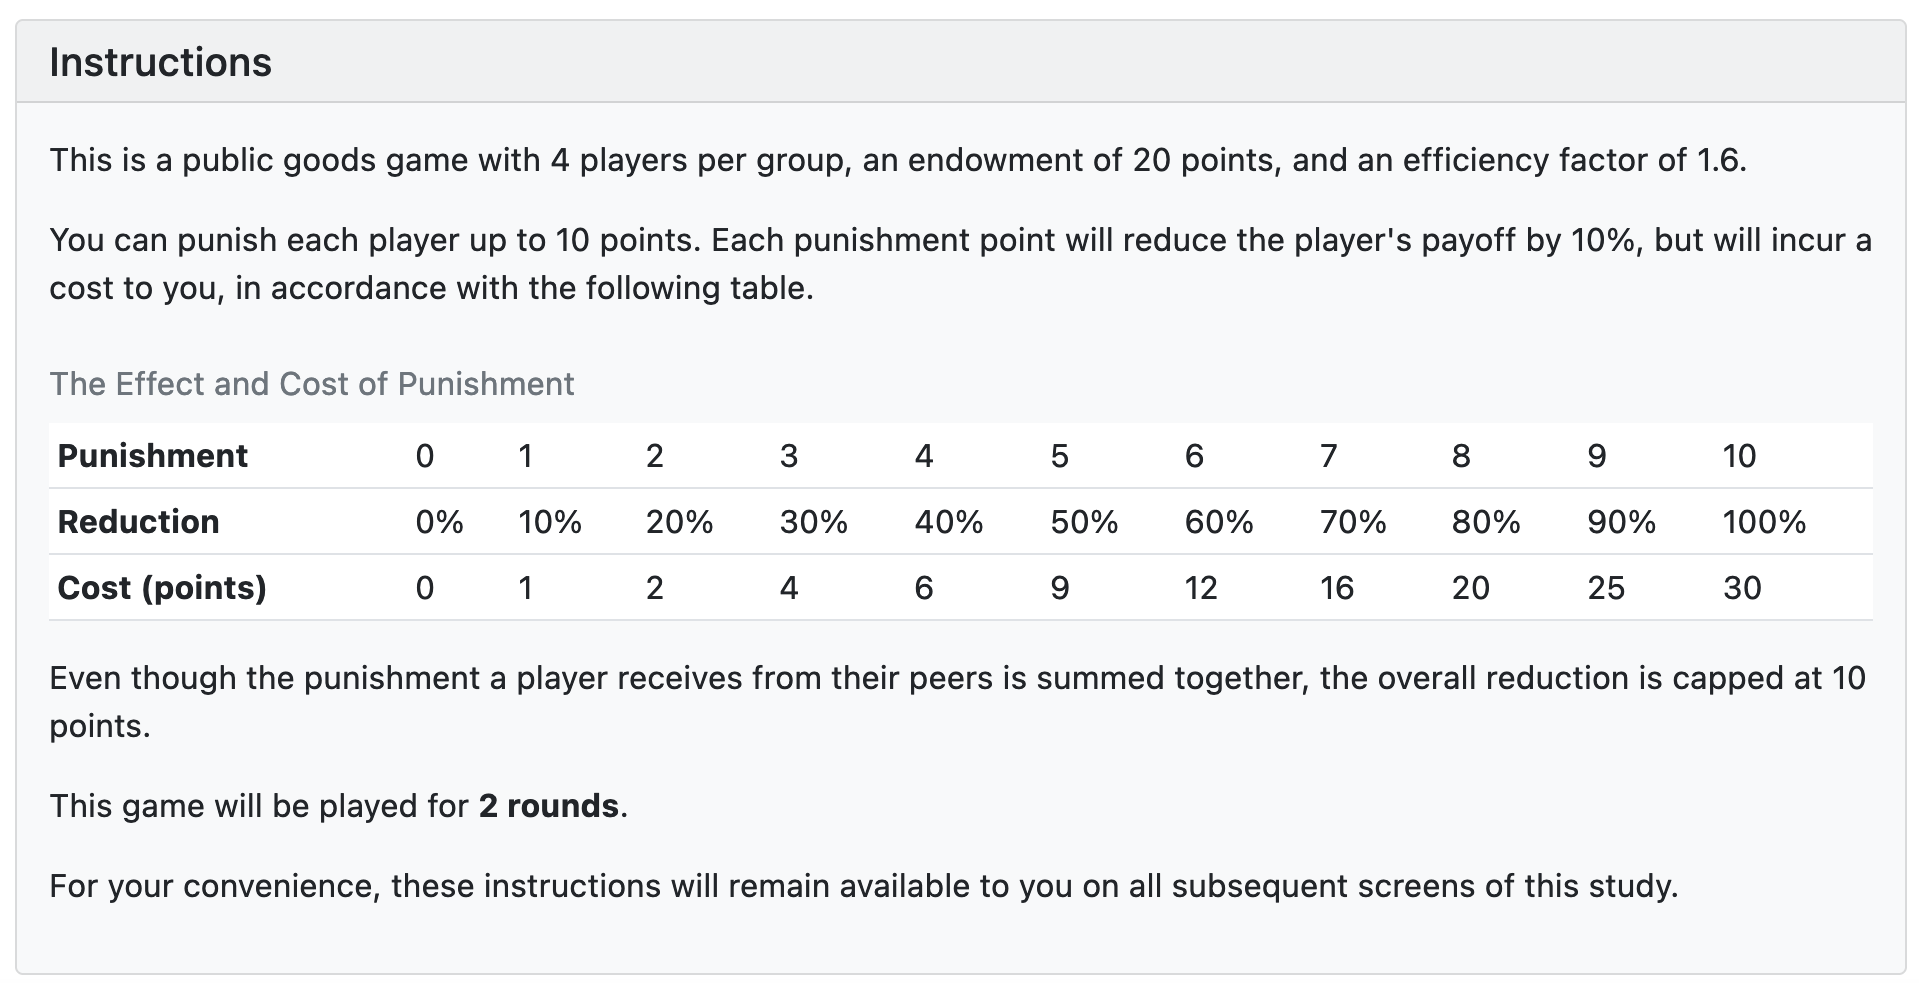 Instructions
This is a public goods game with 4 players per group, an endowment of 20 points, and an efficiency factor of 1.6.
You can punish each player up to 10 points. Each punishment point will reduce the player's payoff by 10%, but will incur a
cost to you, in accordance with the following table.
The Effect and Cost of Punishment
Punishment 0 1 2 3 4 5 6 7 8 9 10
Reduction 0% 10% 20% 30% 40% 50% 60% 70% 80% 90% 100%
Cost (points) 0 1 2 4 6 9 12 16 20 25 30
Even though the punishment a player receives from their peers is summed together, the overall reduction is capped at 10
points.
This game will be played for 2 rounds.
For your convenience, these instructions will remain available to you on all subsequent screens of this study.